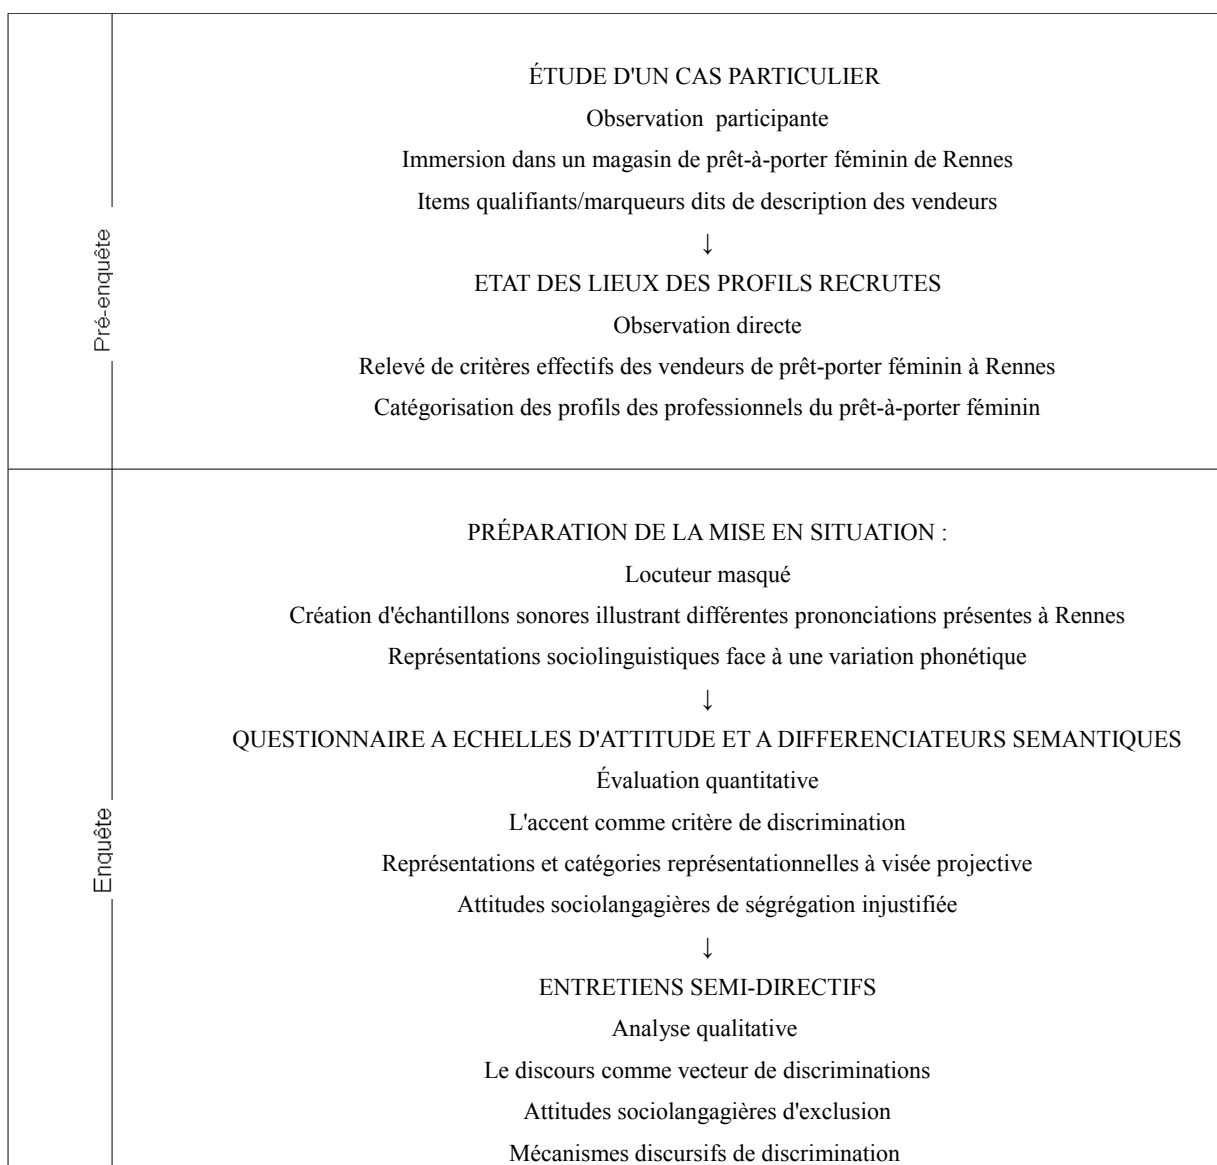 Pré-enquête
ÉTUDE D'UN CAS PARTICULIER
Observation participante
Immersion dans un magasin de prêt-à-porter féminin de Rennes
Items qualifiants/marqueurs dits de description des vendeurs
↓
ETAT DES LIEUX DES PROFILS RECRUTES
Observation directe
Relevé de critères effectifs des vendeurs de prêt-porter féminin à Rennes
Catégorisation des profils des professionnels du prêt-à-porter féminin
Enquête
PRÉPARATION DE LA MISE EN SITUATION :
Locuteur masqué
Création d'échantillons sonores illustrant différentes prononciations présentes à Rennes
Représentations sociolinguistiques face à une variation phonétique
↓
QUESTIONNAIRE A ECHELLES D'ATTITUDE ET A DIFFERENCIATEURS SEMANTIQUES
Évaluation quantitative
L'accent comme critère de discrimination
Représentations et catégories représentationnelles à visée projective
Attitudes sociolangagières de ségrégation injustifiée
↓
ENTRETIENS SEMI-DIRECTIFS
Analyse qualitative
Le discours comme vecteur de discriminations
Attitudes sociolangagières d'exclusion
Mécanismes discursifs de discrimination